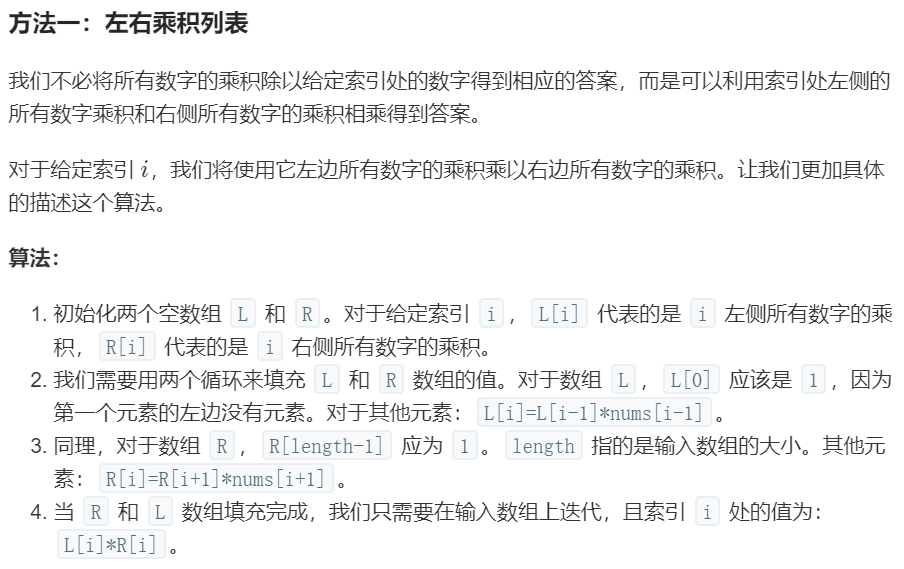 方法一：左右乘积列表
我们不必将所有数字的乘积除以给定索引处的数字得到相应的答案，而是可以利用索引处左侧的
所有数字乘积和右侧所有数字的乘积相乘得到答案。
对于给定索引 i，我们将使用它左边所有数字的乘积乘以右边所有数字的乘积。让我们更加具体
的描述这个算法。
算法：
1. 初始化两个空数组 L 和 R 。对于给定索引 i ， L[i] 代表的是 i 左侧所有数字的乘
积， R[i] 代表的是 i 右侧所有数字的乘积。
2. 我们需要用两个循环来填充 L 和 R 数组的值。对于数组 L ， L[0] 应该是 1 ，因为
第一个元素的左边没有元素。对于其他元素： L[i]=L[i-1]*nums[i-1] 。
3. 同理，对于数组 R ， R[length-1] 应为 1 。 length 指的是输入数组的大小。其他元
素： R[i]=R[i+1]*nums[i+1] 。
4. 当 R 和 L 数组填充完成，我们只需要在输入数组上迭代，且索引 i 处的值为：
L[i]*R[i] 。